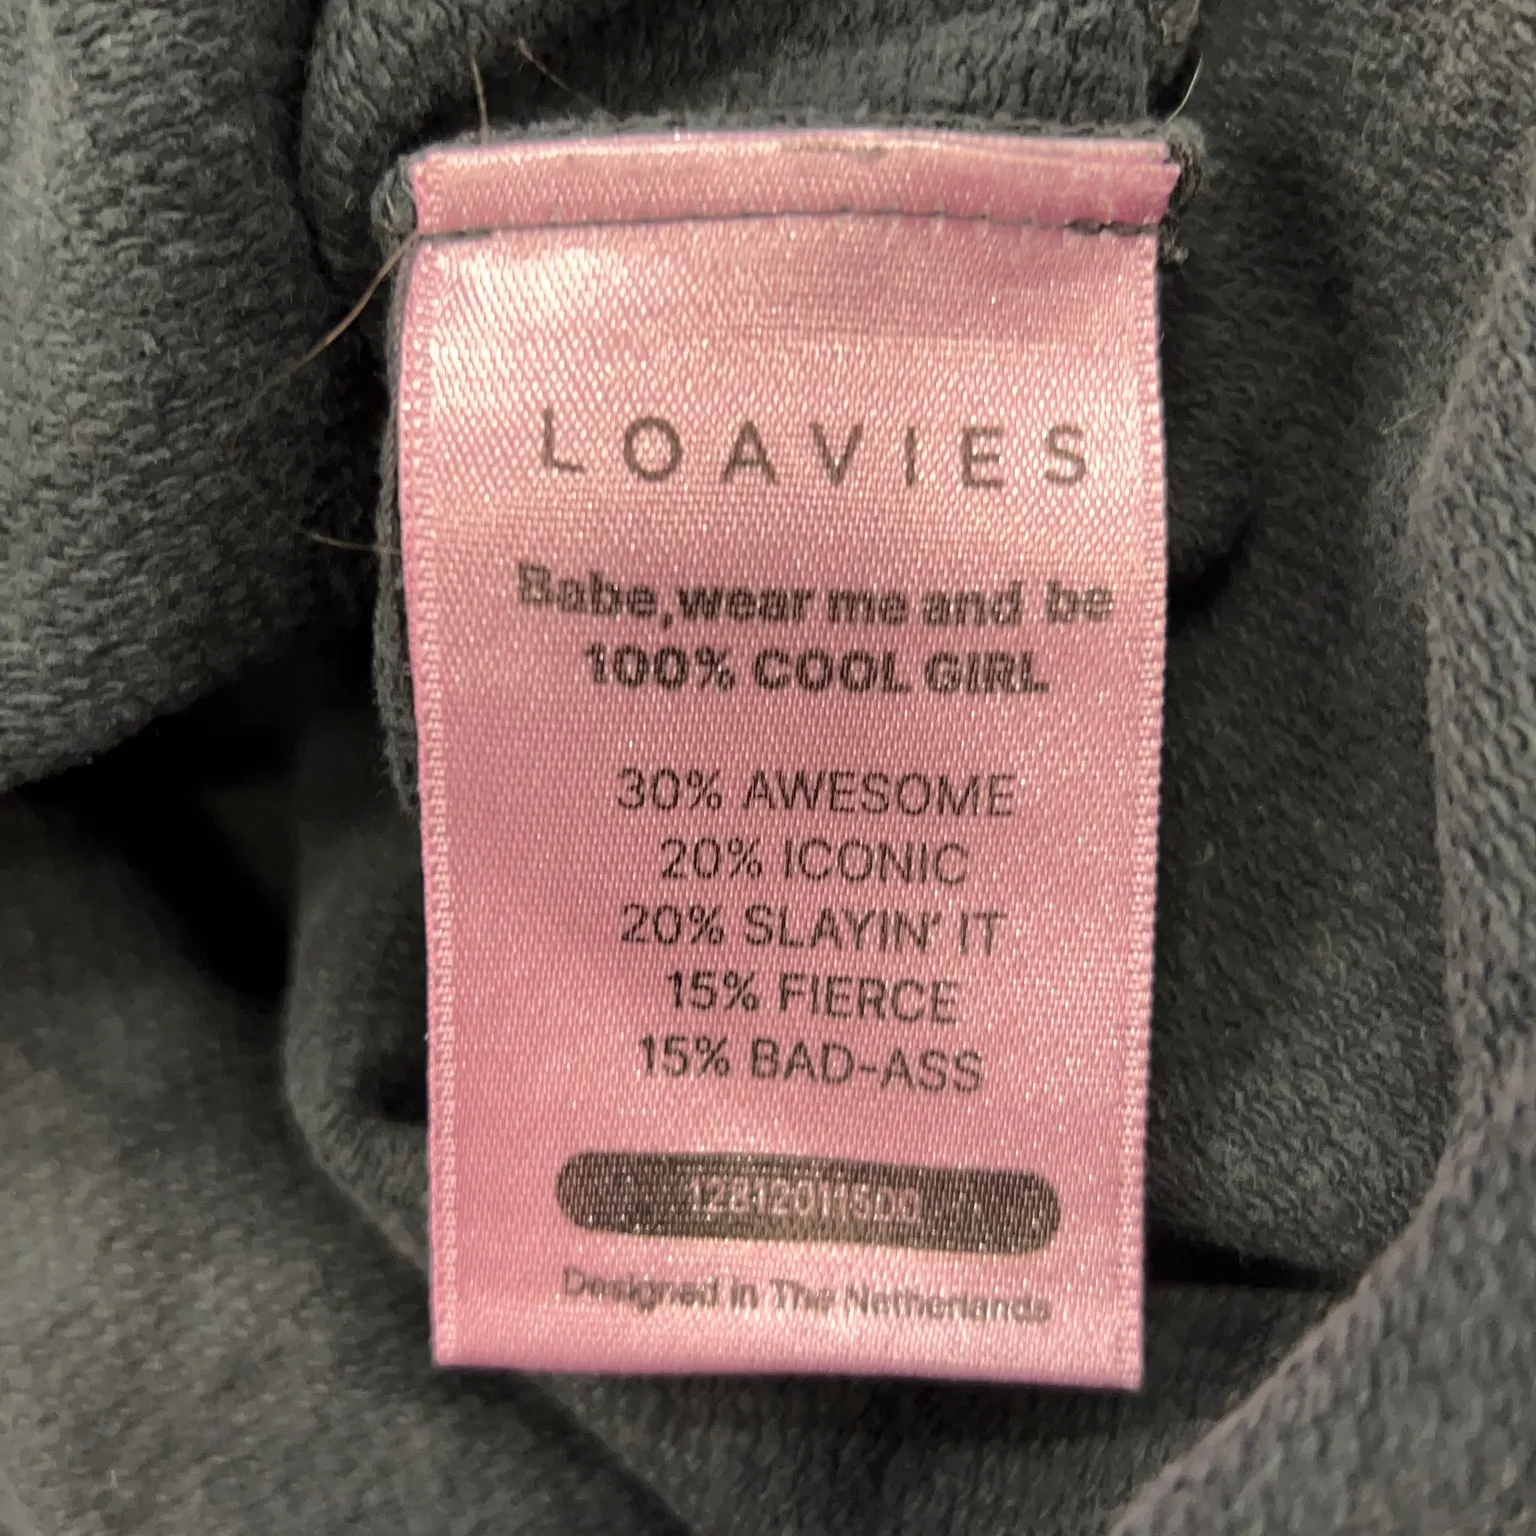 LOAVIES
Babe,wear me and be
100% COOL GIRL
30% AWESOME
20% ICONIC
20% SLAYIN' IT
15% FIERCE
15% BAD-ASS
Designed in The Netherlands